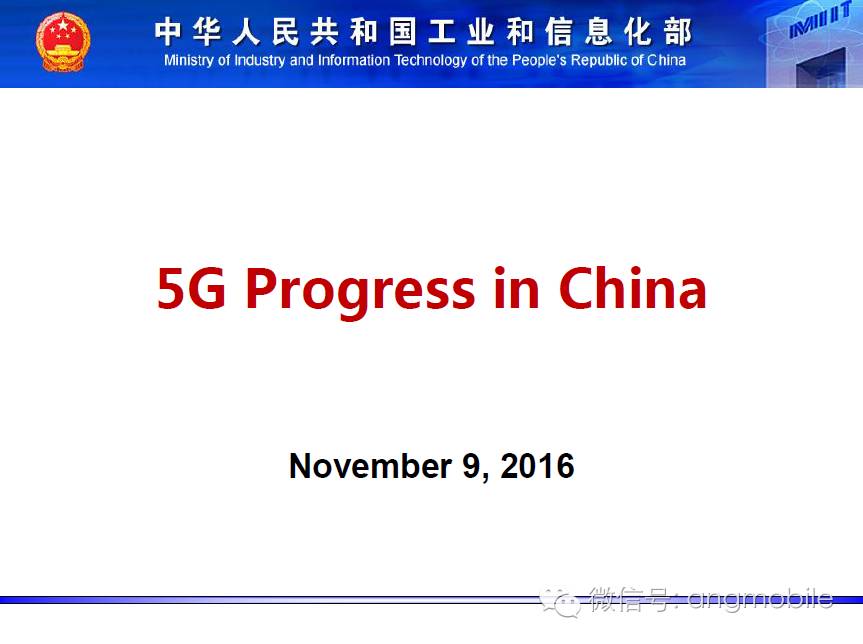 中华人民共和国工业和信息化部
Ministry of Industry and Information Technology of the People's Republic of China
MIIT
5G Progress in China
November 9, 2016
微信号: angmobile